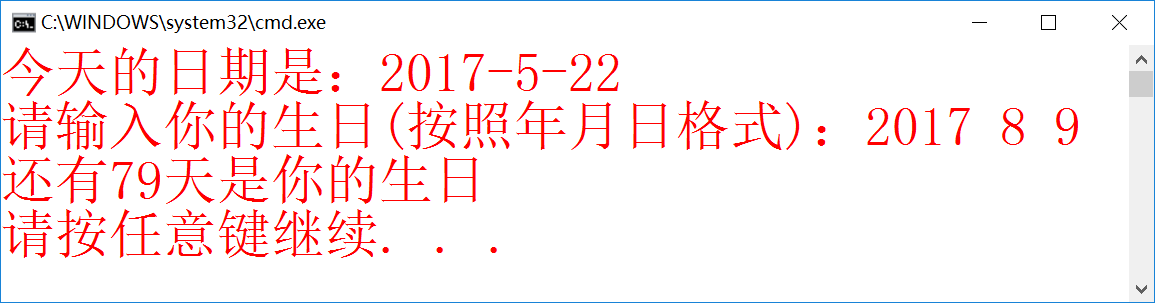 C:\WINDOWS\system32\cmd.exe
今天的日期是：2017-5-22
请输入你的生日(按照年月日格式)：2017 8 9
还有79天是你的生日
请按任意键继续. . .